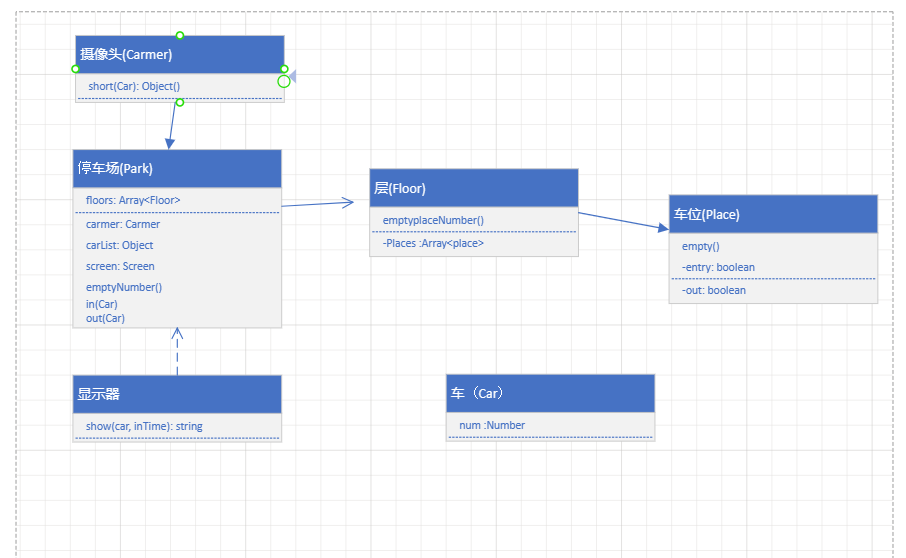 摄像头(Carmer)
short(Car): Object()
停车场(Park)
floors: Array<Floor>
carmer: Carmer
carList: Object
screen: Screen
emptyNumber()
in(Car)
out(Car)
层(Floor)
emptyplaceNumber()
-Places :Array<place>
车位(Place)
empty()
-entry: boolean
-out: boolean
显示器
show(car, inTime): string
车（Car）
num :Number